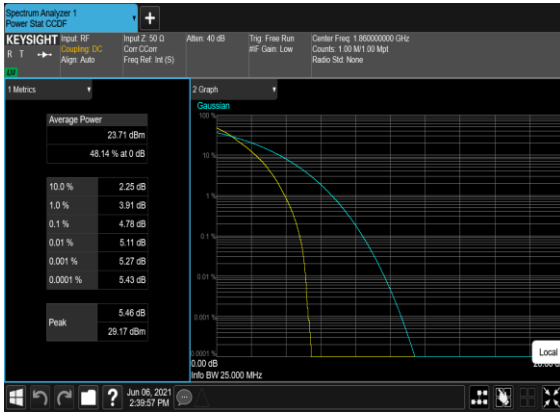 Spectrum Analyzer 1
Power Stat CCDF
KEYSIGHT
R T
LV
Input: RF
Coupling: DC
Align: Auto
Input Z: 50 Ω
Corr CCorr
Freq Ref: Int (S)
Atten: 40 dB
Trig: Free Run
#IF Gain: Low
Center Freq: 1.860000000 GHz
Counts: 1.00 M/1.00 Mpt
Radio Std: None
1 Metrics
Average Power
23.71 dBm
48.14 % at 0 dB
10.0 % 2.25 dB
1.0 % 3.91 dB
0.1 % 4.78 dB
0.01 % 5.11 dB
0.001 % 5.27 dB
0.0001 % 5.43 dB
Peak
5.46 dB
29.17 dBm
2 Graph
Gaussian
100 %
10 %
1 %
0.1 %
0.01 %
0.001 %
0.0001 %
0.00 dB
Info BW 25.000 MHz
Local
Jun 06, 2021
2:39:57 PM